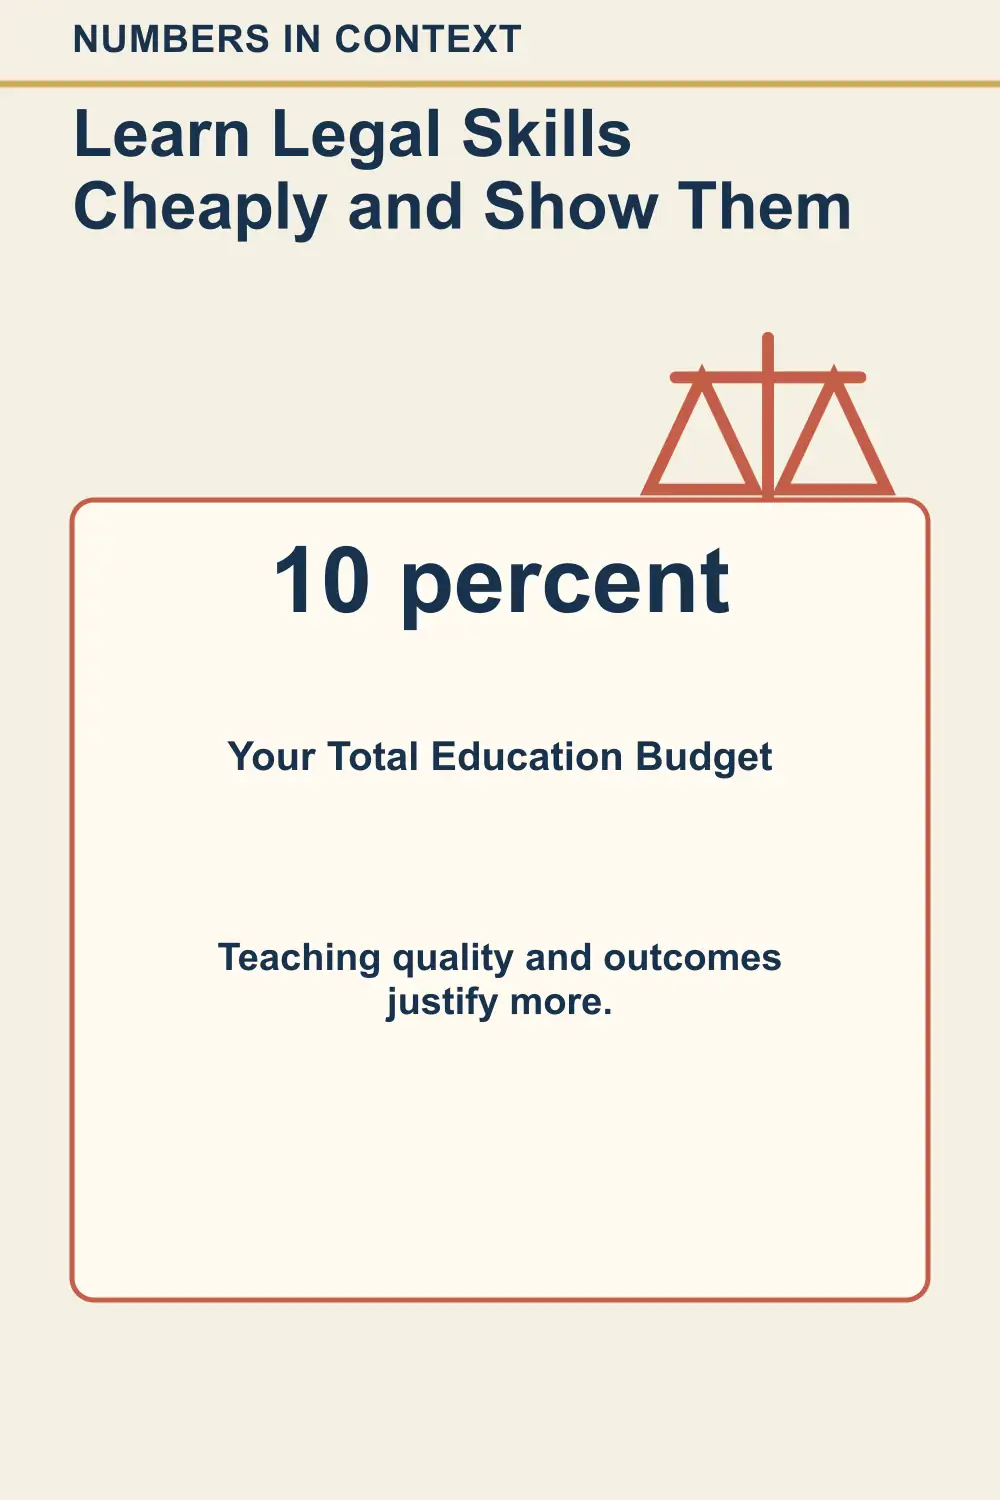 NUMBERS IN CONTEXT
Learn Legal Skills
Cheaply and Show Them
10 percent
Your Total Education Budget
Teaching quality and outcomes
justify more.